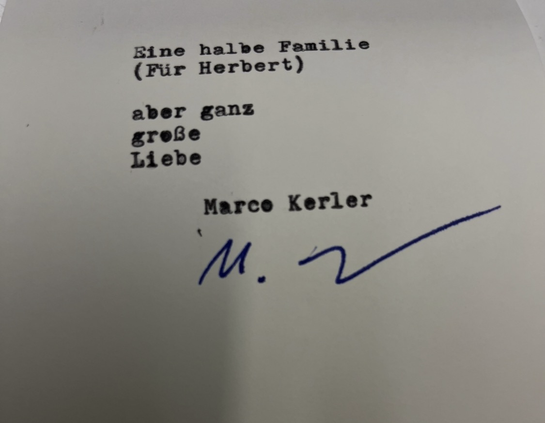 Eine halbe Familie
(Für Herbert)
aber ganz
große
Liebe
Marco Kerler
M.